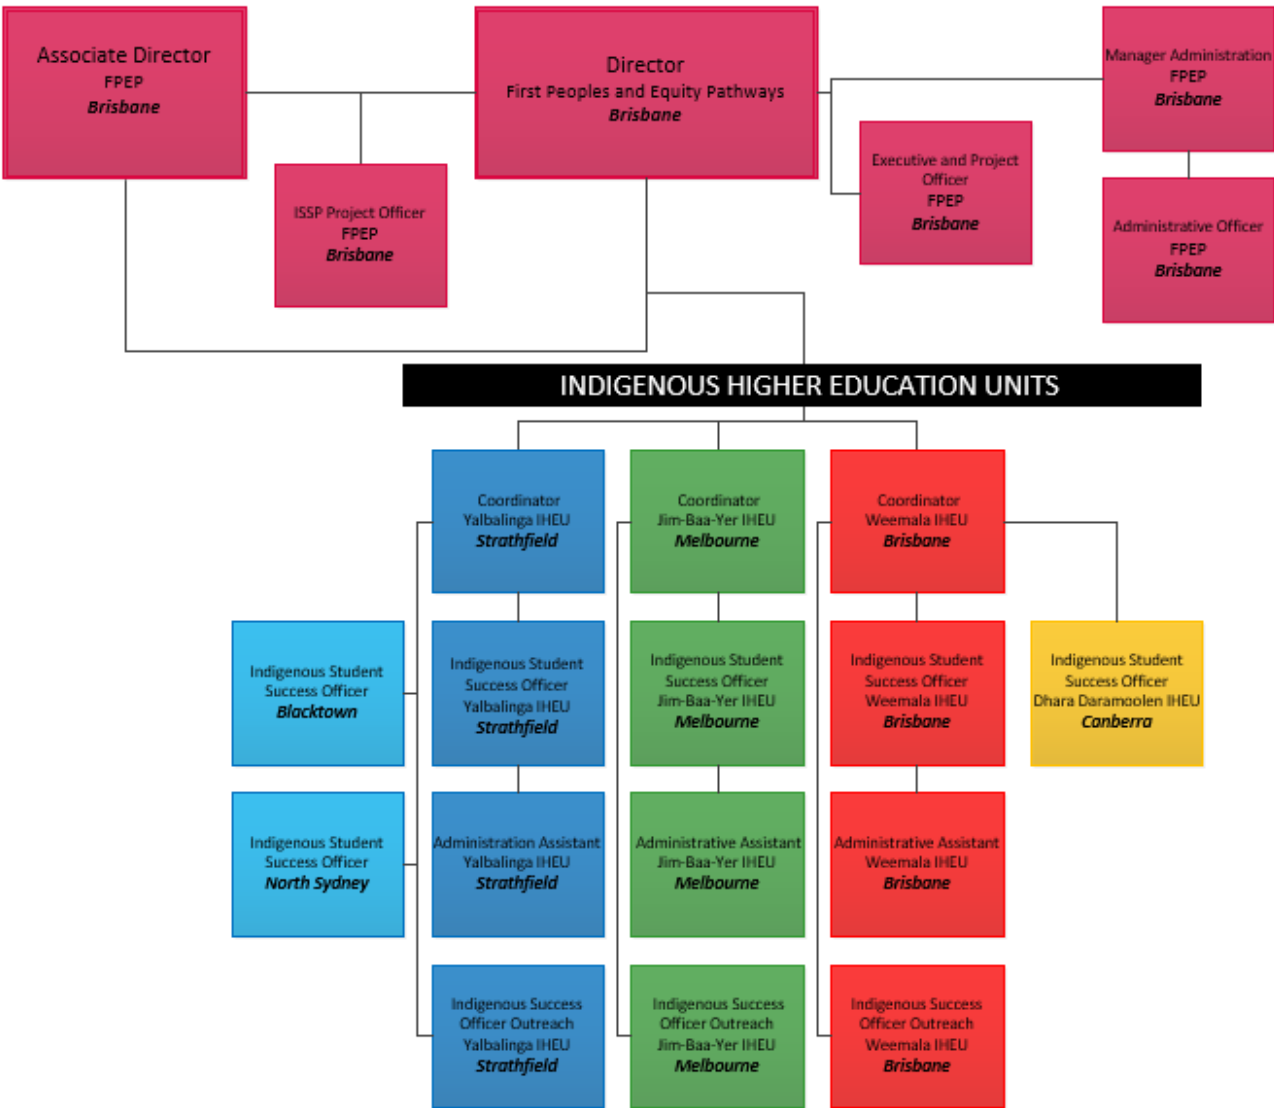 Associate Director
FPEP
Brisbane
Director
First Peoples and Equity Pathways
Brisbane
Manager Administration
FPEP
Brisbane
ISSP Project Officer
FPEP
Brisbane
Executive and Project
Officer
FPEP
Brisbane
Administrative Officer
FPEP
Brisbane
INDIGENOUS HIGHER EDUCATION UNITS
Coordinator
Yalbalinga IHEU
Strathfield
Coordinator
Jim-Baa-Yer IHEU
Melbourne
Coordinator
Weemala IHEU
Brisbane
Indigenous Student
Success Officer
Blacktown
Indigenous Student
Success Officer
Yalbalinga IHEU
Strathfield
Indigenous Student
Success Officer
Jim-Baa-Yer IHEU
Melbourne
Indigenous Student
Success Officer
Weemala IHEU
Brisbane
Indigenous Student
Success Officer
Dhara Daramoolen IHEU
Canberra
Indigenous Student
Success Officer
North Sydney
Administration Assistant
Yalbalinga IHEU
Strathfield
Administrative Assistant
Jim-Baa-Yer IHEU
Melbourne
Administrative Assistant
Weemala IHEU
Brisbane
Indigenous Success
Officer Outreach
Yalbalinga IHEU
Strathfield
Indigenous Success
Officer Outreach
Jim-Baa-Yer IHEU
Melbourne
Indigenous Success
Officer Outreach
Weemala IHEU
Brisbane